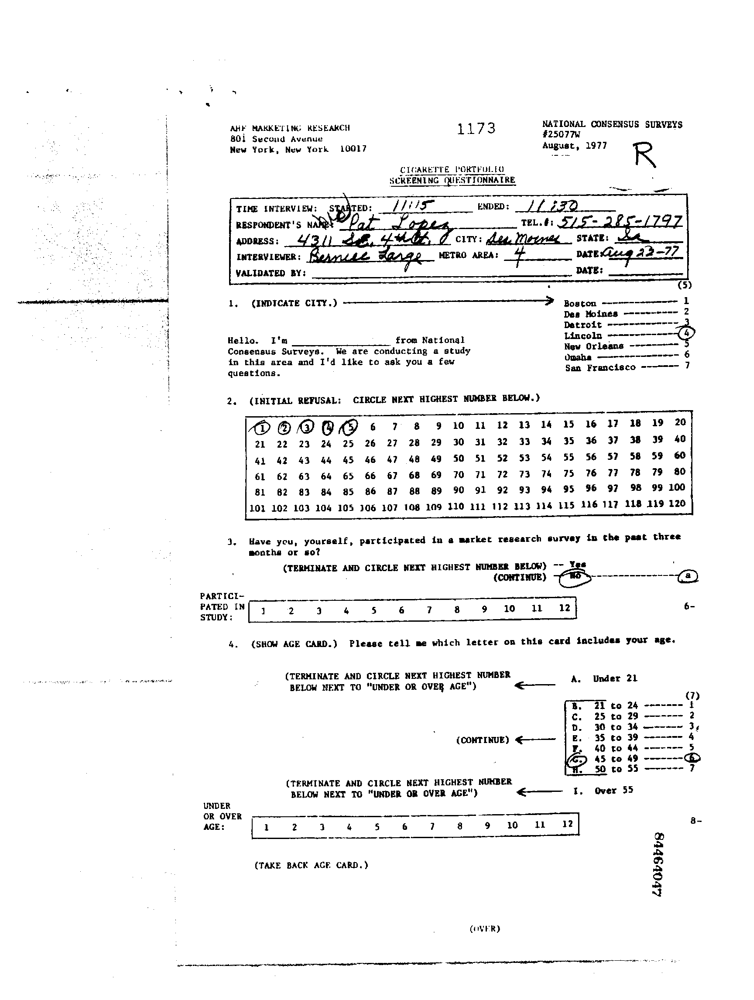 AHF MARKETING RESEARCH
801 Second Avenue
New York, New York 10017
1173
NATIONAL CONSENSUS SURVEYS
#25077W
August, 1977
R
CIGARETTE PORTFOLIO
SCREENING QUESTIONNAIRE
TIME INTERVIEW: STARTED: 11:15 ENDED: 11:30
RESPONDENT'S NAME: Pat Lopez TEL.#: 515-285-1797
ADDRESS: 4311 S.E. 4th Ct. CITY: Des Moines STATE: Ia
INTERVIEWER: Bernise Large METRO AREA: 4 DATE: Aug 23-77
VALIDATED BY: DATE:
(5)
1. (INDICATE CITY.) Boston 1
Des Moines 2
Detroit 3
Lincoln 4
New Orleans 5
Omaha 6
San Francisco 7
Hello. I'm ____________ from National
Consensus Surveys. We are conducting a study
in this area and I'd like to ask you a few
questions.
2. (INITIAL REFUSAL: CIRCLE NEXT HIGHEST NUMBER BELOW.)
1 2 3 4 5 6 7 8 9 10 11 12 13 14 15 16 17 18 19 20
21 22 23 24 25 26 27 28 29 30 31 32 33 34 35 36 37 38 39 40
41 42 43 44 45 46 47 48 49 50 51 52 53 54 55 56 57 58 59 60
61 62 63 64 65 66 67 68 69 70 71 72 73 74 75 76 77 78 79 80
81 82 83 84 85 86 87 88 89 90 91 92 93 94 95 96 97 98 99 100
101 102 103 104 105 106 107 108 109 110 111 112 113 114 115 116 117 118 119 120
3. Have you, yourself, participated in a market research survey in the past three
months or so?
(TERMINATE AND CIRCLE NEXT HIGHEST NUMBER BELOW) -- Yes
(CONTINUE) - No a
PARTICI-
PATED IN
STUDY: 1 2 3 4 5 6 7 8 9 10 11 12 6-
4. (SHOW AGE CARD.) Please tell me which letter on this card includes your age.
(TERMINATE AND CIRCLE NEXT HIGHEST NUMBER
BELOW NEXT TO "UNDER OR OVER AGE") A. Under 21
(7)
B. 21 to 24 ------- 1
C. 25 to 29 ------- 2
D. 30 to 34 ------- 3
(CONTINUE) E. 35 to 39 ------- 4
F. 40 to 44 ------- 5
G. 45 to 49 ------- 6
H. 50 to 55 ------- 7
(TERMINATE AND CIRCLE NEXT HIGHEST NUMBER
BELOW NEXT TO "UNDER OR OVER AGE") I. Over 55
UNDER
OR OVER
AGE: 1 2 3 4 5 6 7 8 9 10 11 12 8-
(TAKE BACK AGE CARD.)
84464047
(OVER)